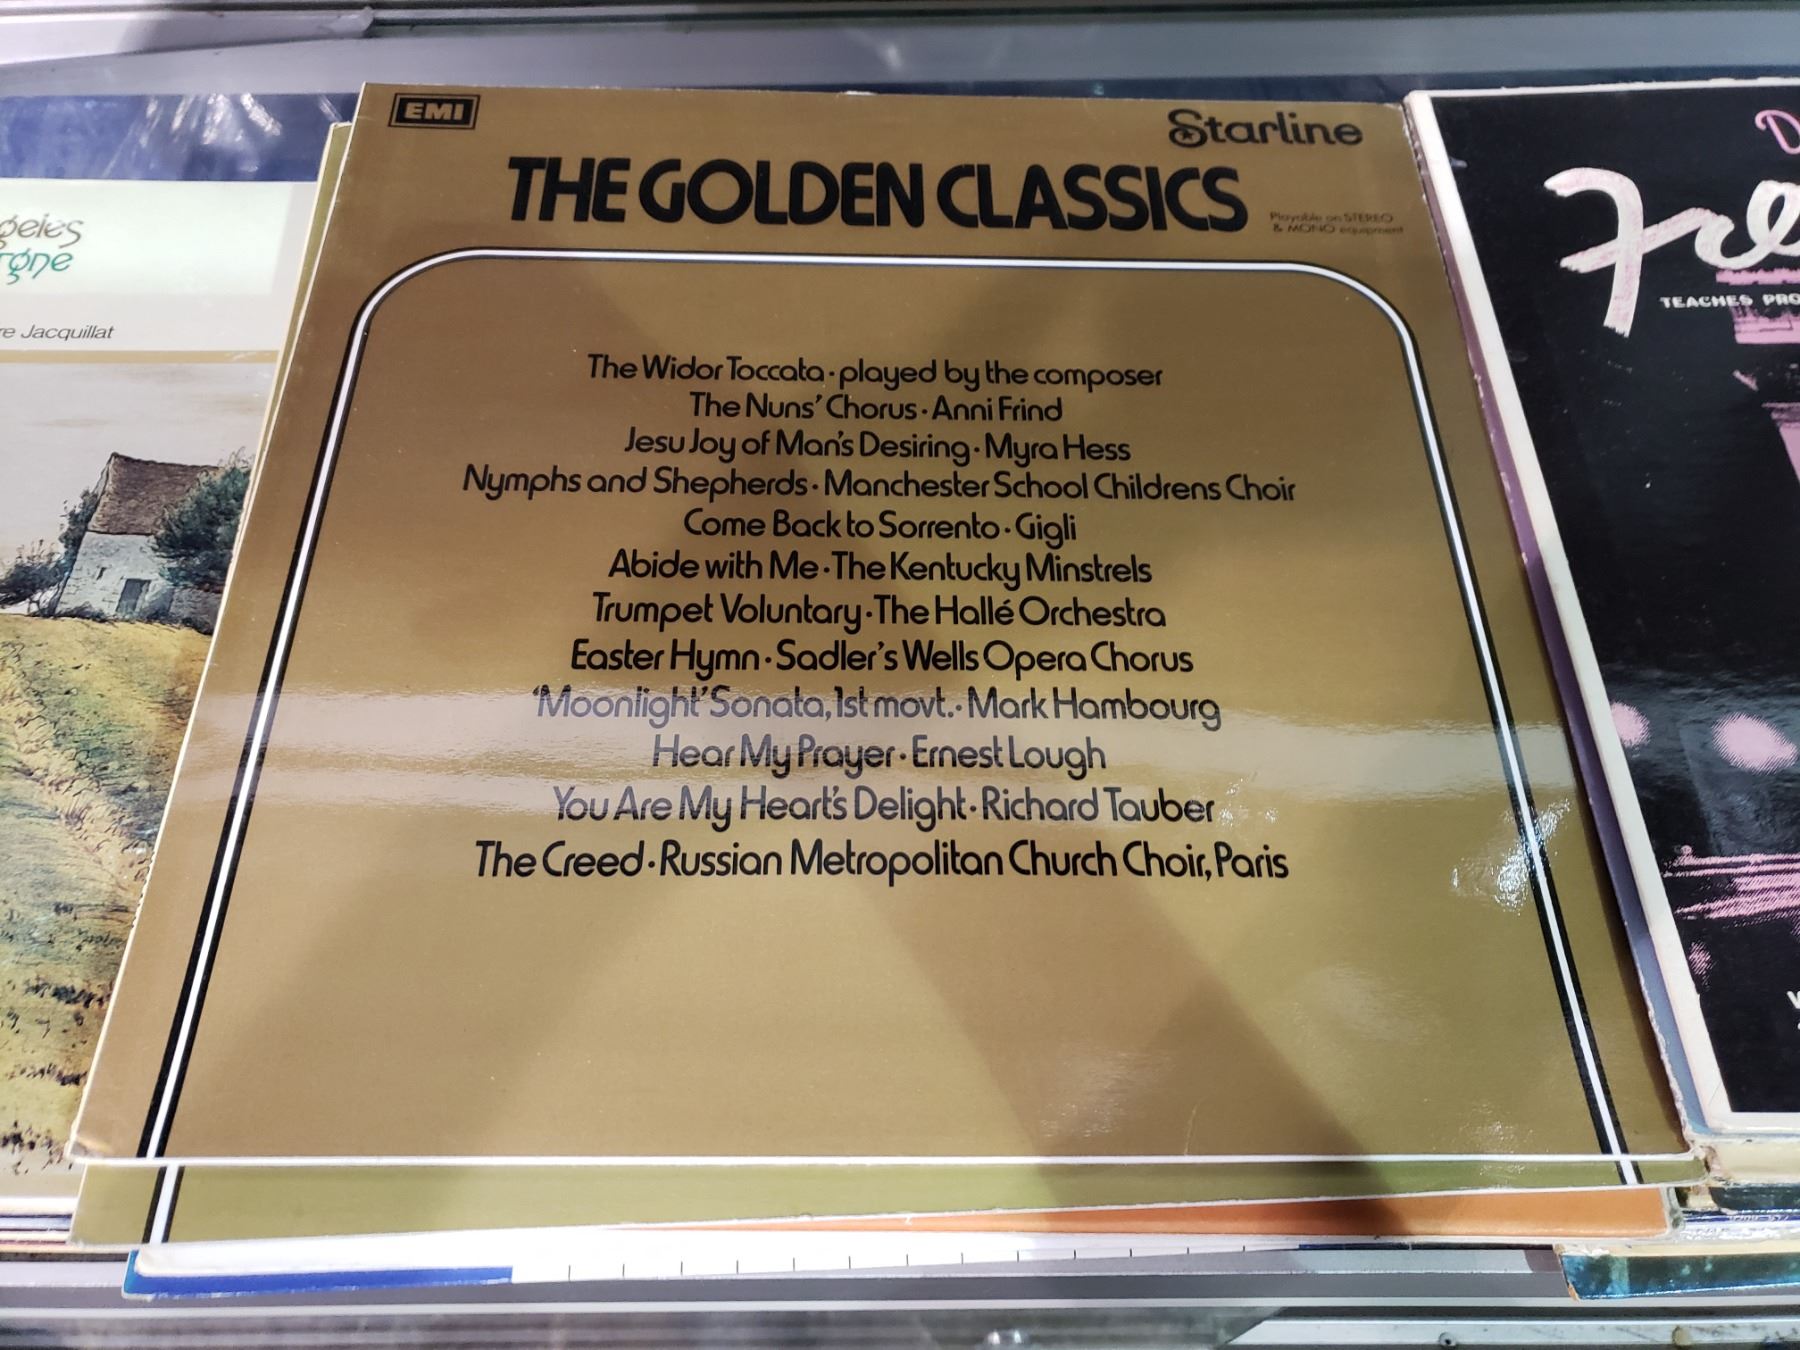 EMI
Starline
THE GOLDEN CLASSICS
Playable on STEREO
& MONO equipment
The Widor Toccata · played by the composer
The Nuns' Chorus · Anni Frind
Jesu Joy of Man's Desiring · Myra Hess
Nymphs and Shepherds · Manchester School Childrens Choir
Come Back to Sorrento · Gigli
Abide with Me · The Kentucky Minstrels
Trumpet Voluntary · The Hallé Orchestra
Easter Hymn · Sadler's Wells Opera Chorus
'Moonlight' Sonata, 1st movt. · Mark Hambourg
Hear My Prayer · Ernest Lough
You Are My Heart's Delight · Richard Tauber
The Creed · Russian Metropolitan Church Choir, Paris
geles
rgne
re Jacquillat
TEACHES PRO